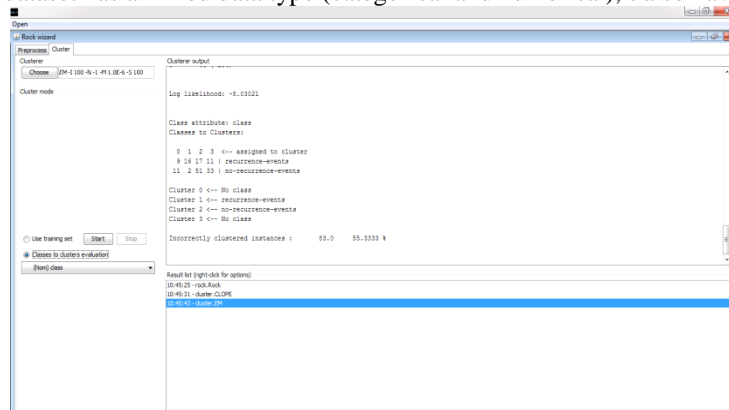 Open
Rock wizard
Preprocess Cluster
Clusterer
Choose EM -I 100 -N -1 -M 1.0E-6 -S 100
Cluster mode
Use training set Start Stop
Classes to clusters evaluation
(Nom) class
Clusterer output
Log likelihood: -8.03021
Class attribute: class
Classes to Clusters:
0 1 2 3 <-- assigned to cluster
9 16 17 11 | recurrence-events
11 2 51 33 | no-recurrence-events
Cluster 0 <-- No class
Cluster 1 <-- recurrence-events
Cluster 2 <-- no-recurrence-events
Cluster 3 <-- No class
Incorrectly clustered instances : 83.0 55.3333 %
Result list (right-click for options)
10:45:25 - rock.Rock
10:45:31 - cluster.CLOPE
10:45:43 - cluster.EM